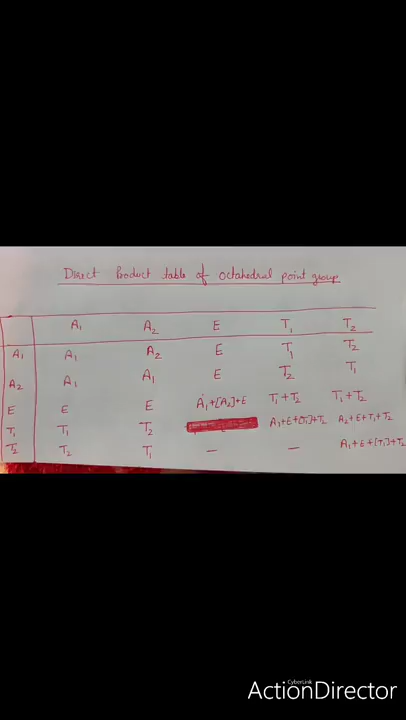 Direct Product table of octahedral point group
A₁ A₂ E T₁ T₂
A₁ A₁ A₂ E T₁ T₂
A₂ A₁ A₁ E T₂ T₁
E E E A₁+[A₂]+E T₁+T₂ T₁+T₂
T₁ T₁ T₂ A₁+E+[T₁]+T₂ A₂+E+T₁+T₂
T₂ T₂ T₁ — — A₁+E+[T₁]+T₂
CyberLink
ActionDirector